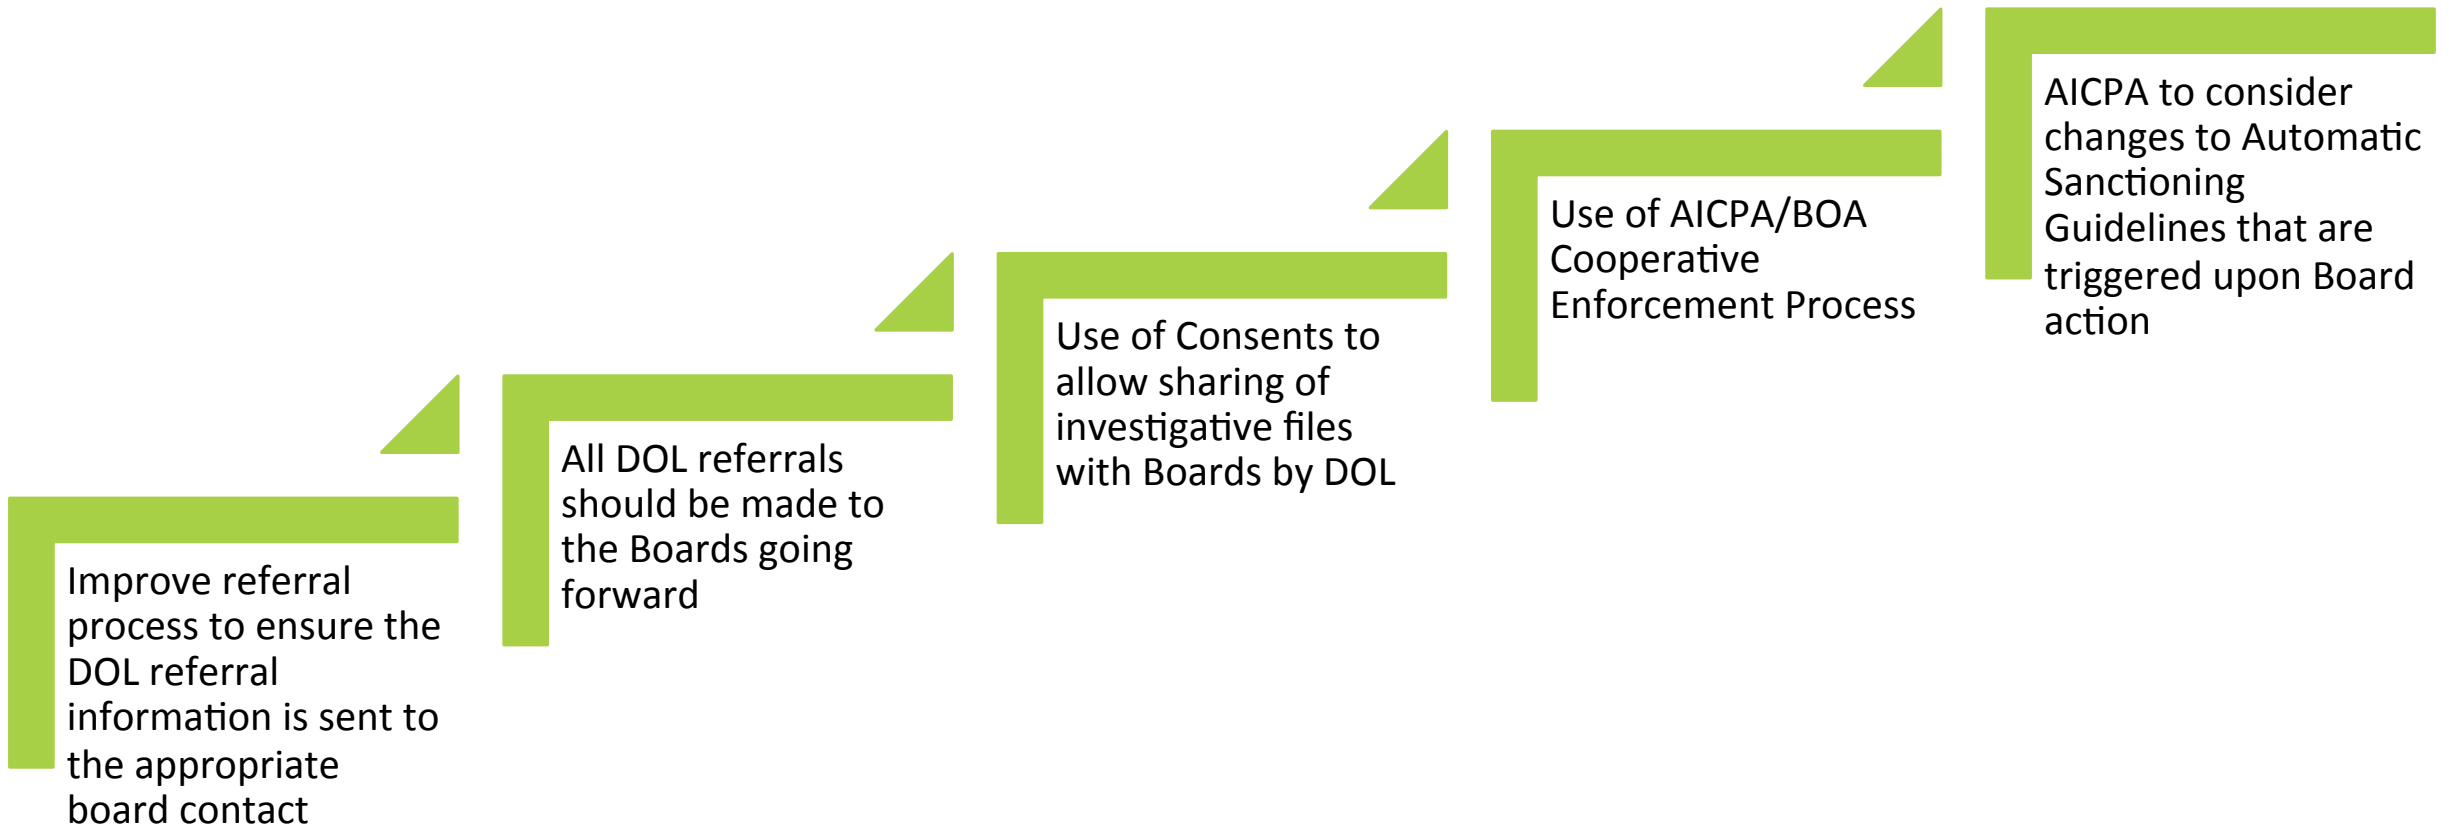 Improve referral
process to ensure the
DOL referral
information is sent to
the appropriate
board contact
All DOL referrals
should be made to
the Boards going
forward
Use of Consents to
allow sharing of
investigative files
with Boards by DOL
Use of AICPA/BOA
Cooperative
Enforcement Process
AICPA to consider
changes to Automatic
Sanctioning
Guidelines that are
triggered upon Board
action